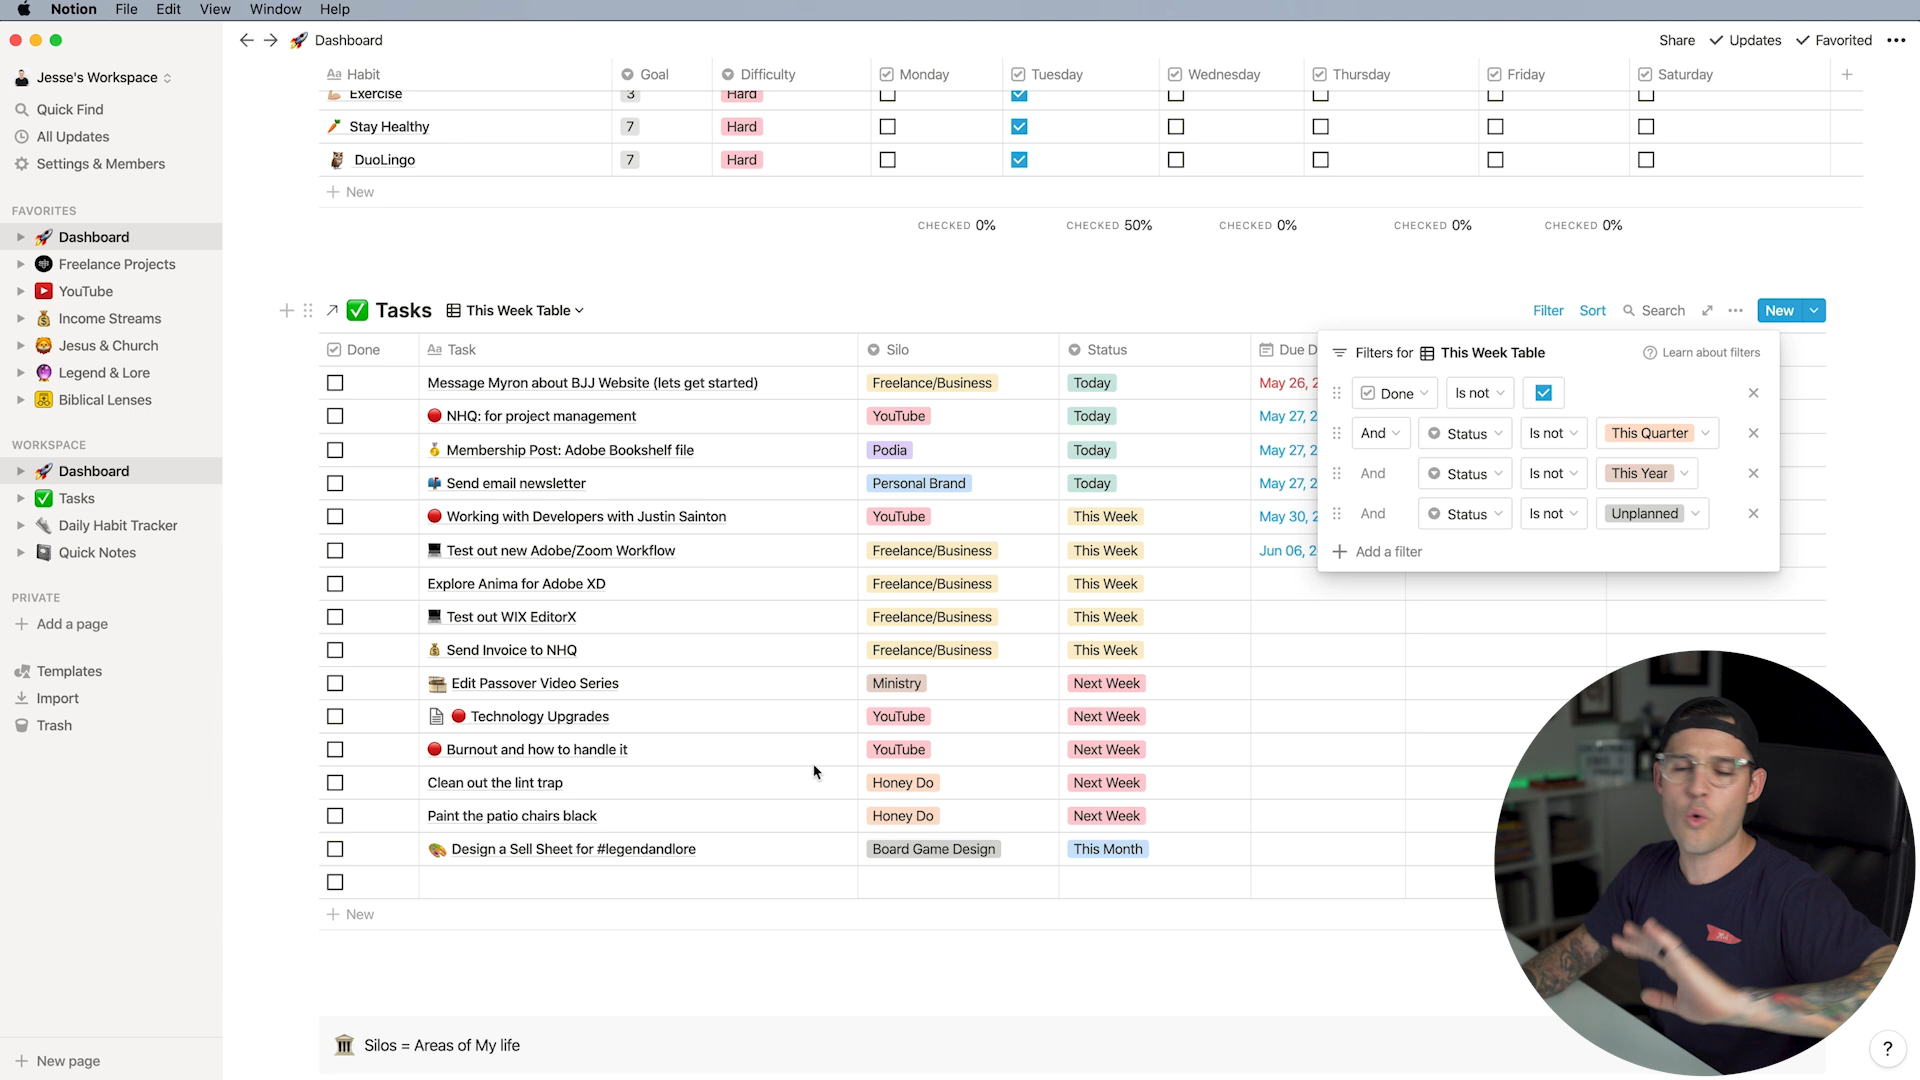 Notion File Edit View Window Help
Jesse's Workspace
Quick Find
All Updates
Settings & Members
FAVORITES
Dashboard
Freelance Projects
YouTube
Income Streams
Jesus & Church
Legend & Lore
Biblical Lenses
WORKSPACE
Dashboard
Tasks
Daily Habit Tracker
Quick Notes
PRIVATE
Add a page
Templates
Import
Trash
New page
Dashboard
Share Updates Favorited
Aa Habit Goal Difficulty Monday Tuesday Wednesday Thursday Friday Saturday
Exercise 3 Hard
Stay Healthy 7 Hard
DuoLingo 7 Hard
New
CHECKED 0% CHECKED 50% CHECKED 0% CHECKED 0% CHECKED 0%
Tasks This Week Table Filter Sort Search New
Done Aa Task Silo Status Due D
Message Myron about BJJ Website (lets get started) Freelance/Business Today May 26, 2
NHQ: for project management YouTube Today May 27, 2
Membership Post: Adobe Bookshelf file Podia Today May 27, 2
Send email newsletter Personal Brand Today May 27, 2
Working with Developers with Justin Sainton YouTube This Week May 30, 2
Test out new Adobe/Zoom Workflow Freelance/Business This Week Jun 06, 2
Explore Anima for Adobe XD Freelance/Business This Week
Test out WIX EditorX Freelance/Business This Week
Send Invoice to NHQ Freelance/Business This Week
Edit Passover Video Series Ministry Next Week
Technology Upgrades YouTube Next Week
Burnout and how to handle it YouTube Next Week
Clean out the lint trap Honey Do Next Week
Paint the patio chairs black Honey Do Next Week
Design a Sell Sheet for #legendandlore Board Game Design This Month
New
Filters for This Week Table Learn about filters
Done Is not
And Status Is not This Quarter
And Status Is not This Year
And Status Is not Unplanned
Add a filter
Silos = Areas of My life
?